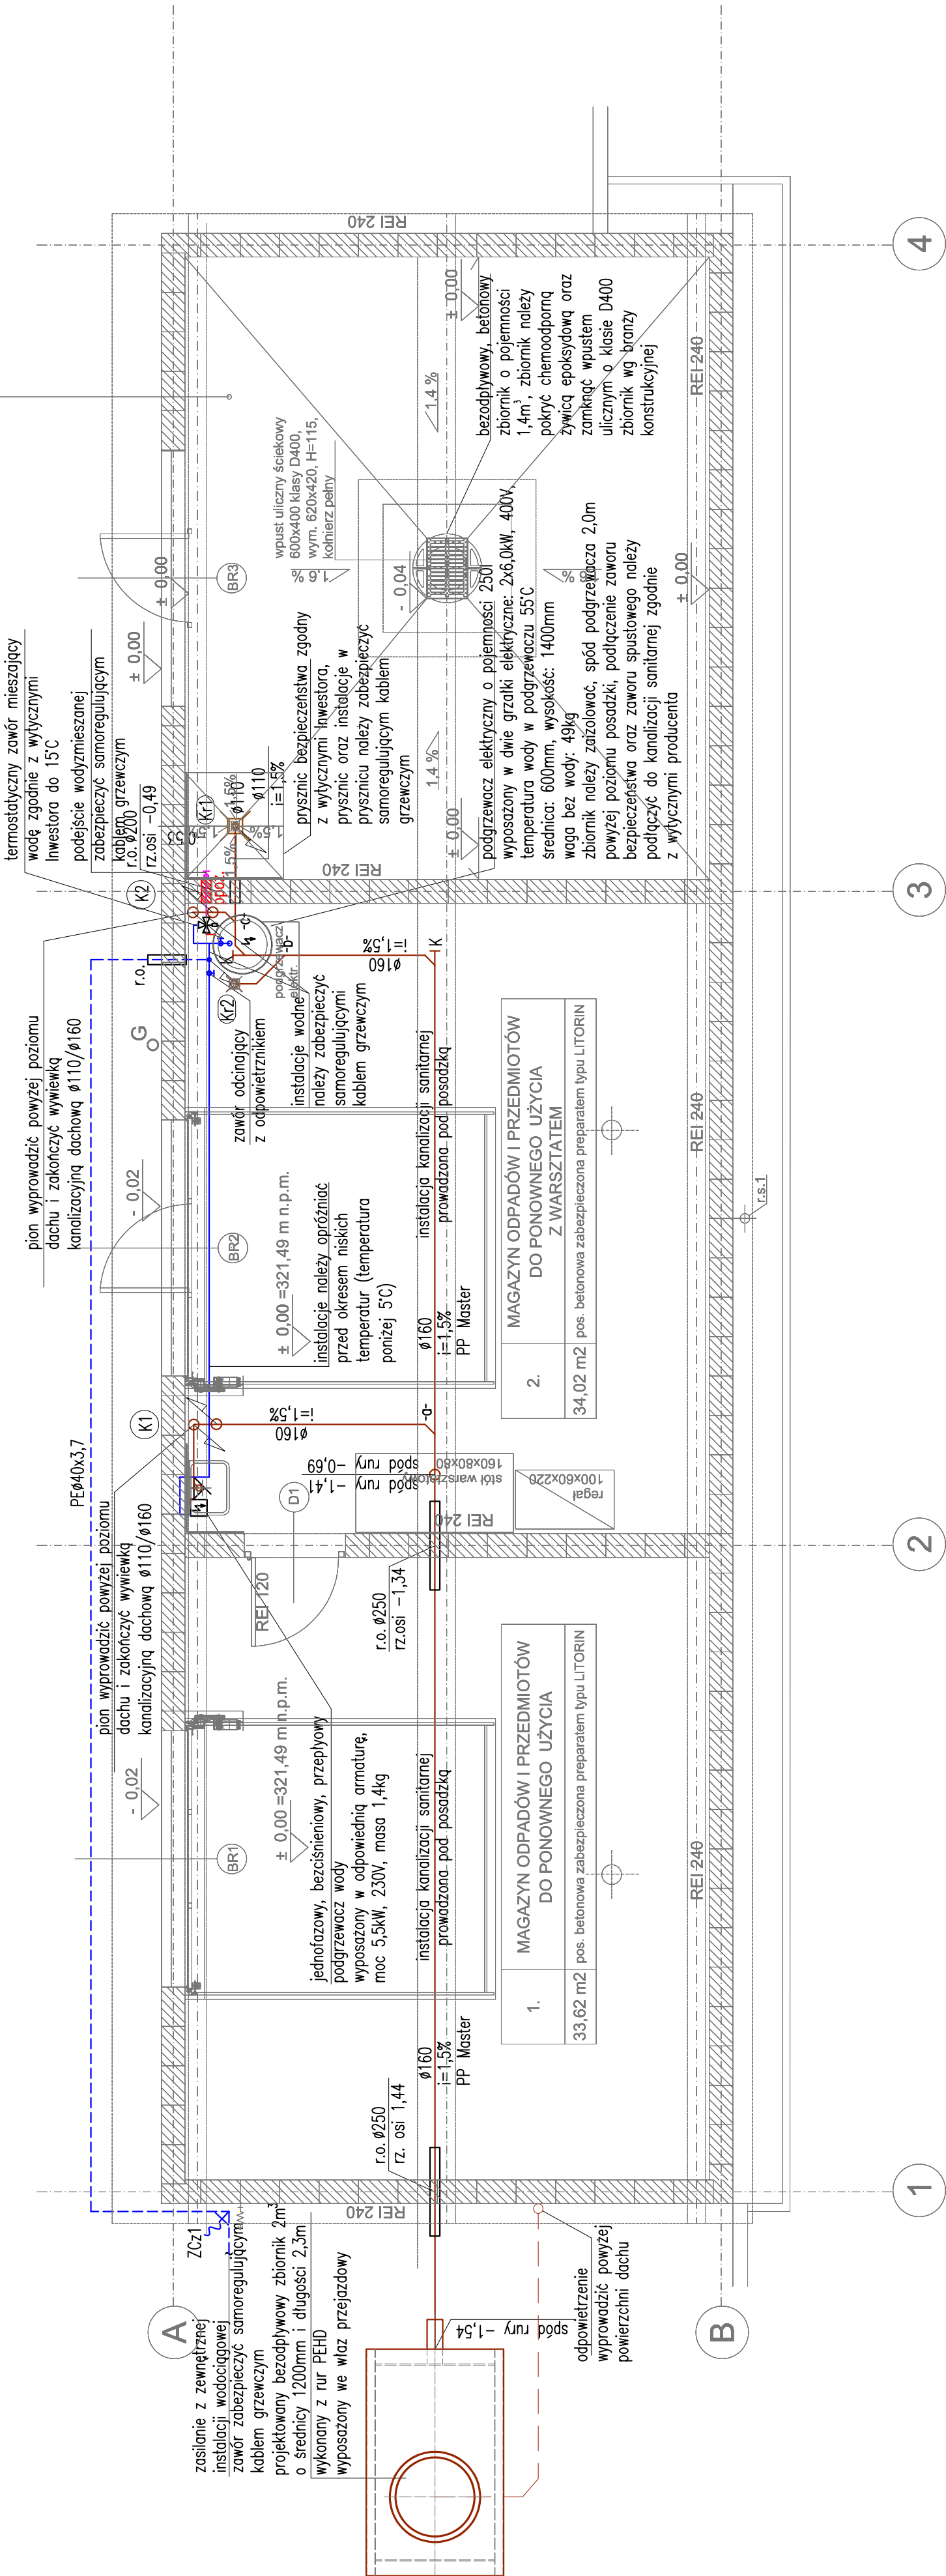 termostatyczny zawór mieszający
wodę zgodnie z wytycznymi
Inwestora do 15°C
podejście wodyzmieszanej
zabezpieczyć samoregulującym
kablem grzewczym
r.o. ø200
rz.osi -0,49
pion wyprowadzić powyżej poziomu
dachu i zakończyć wywiewką
kanalizacyjną dachową ø110/ø160
pion wyprowadzić powyżej poziomu
dachu i zakończyć wywiewką
kanalizacyjną dachową ø110/ø160
PEø40x3,7
r.o.
G
K2
K1
Kr1
Kr2
BR3
BR2
BR1
D1
± 0,00
± 0,00
- 0,02
- 0,02
ø110
ø110
i=1,5%
wpust uliczny ściekowy
600x400 klasy D400,
wym. 620x420, H=115,
kołnierz pełny
1,6 %
- 0,04
1.4 %
1.4 %
± 0,00
± 0,00
± 0,00
prysznic bezpieczeństwa zgodny
z wytycznymi Inwestora,
prysznic oraz instalacje w
prysznicu należy zabezpieczyć
samoregulującym kablem
grzewczym
bezodpływowy, betonowy
zbiornik o pojemności
1,4m³, zbiornik należy
pokryć chemoodporną
żywicą epoksydową oraz
zamknąć wpustem
ulicznym o klasie D400
zbiornik wg branży
konstrukcyjnej
podgrzewacz elektryczny o pojemności 250l
wyposażony w dwie grzałki elektryczne: 2x6,0kW, 400V,
temperatura wody w podgrzewaczu 55°C
średnica: 600mm, wysokość: 1400mm
waga bez wody: 49kg
zbiornik należy zaizolować, spód podgrzewacza 2,0m
powyżej poziomu posadzki, podłączenie zaworu
bezpieczeństwa oraz zaworu spustowego należy
podłączyć do kanalizacji sanitarnej zgodnie
z wytycznymi producenta
podgrzewacz
elektr.
-C-
-D-
K
zawór odcinający
z odpowietrznikiem
instalacje wodne
należy zabezpieczyć
samoregulującymi
kablem grzewczym
ø160
i=1,5%
± 0,00 =321,49 m n.p.m.
instalacje należy opróżniać
przed okresem niskich
temperatur (temperatura
poniżej 5°C)
instalacja kanalizacji sanitarnej
prowadzona pod posadzką
ø160
i=1,5%
PP Master
2.
MAGAZYN ODPADÓW I PRZEDMIOTÓW
DO PONOWNEGO UŻYCIA
Z WARSZTATEM
34,02 m2
pos. betonowa zabezpieczona preparatem typu LITORIN
ø160
i=1,5%
spód rury -0,69
spód rury -1,41
stół warsztatowy
160x80x80
regał
100x60x220
REI 240
REI 120
r.o. ø250
rz.osi -1,34
± 0,00 =321,49 m n.p.m.
jednofazowy, bezciśnieniowy, przepływowy
podgrzewacz wody
wyposażony w odpowiednią armaturę,
moc 5,5kW, 230V, masa 1,4kg
instalacja kanalizacji sanitarnej
prowadzona pod posadzką
ø160
i=1,5%
PP Master
1.
MAGAZYN ODPADÓW I PRZEDMIOTÓW
DO PONOWNEGO UŻYCIA
33,62 m2
pos. betonowa zabezpieczona preparatem typu LITORIN
r.o. ø250
rz. osi 1,44
REI 240
REI 240
REI 240
REI 240
REI 240
REI 240
r.s.1
ZCz1
zasilanie z zewnętrznej
instalacji wodociągowej
zawór zabezpieczyć samoregulującym
kablem grzewczym
projektowany bezodpływowy zbiornik 2m³
o średnicy 1200mm i długości 2,3m
wykonany z rur PEHD
wyposażony we właz przejazdowy
spód rury -1,54
odpowietrzenie
wyprowadzić powyżej
powierzchni dachu
A
B
1
2
3
4